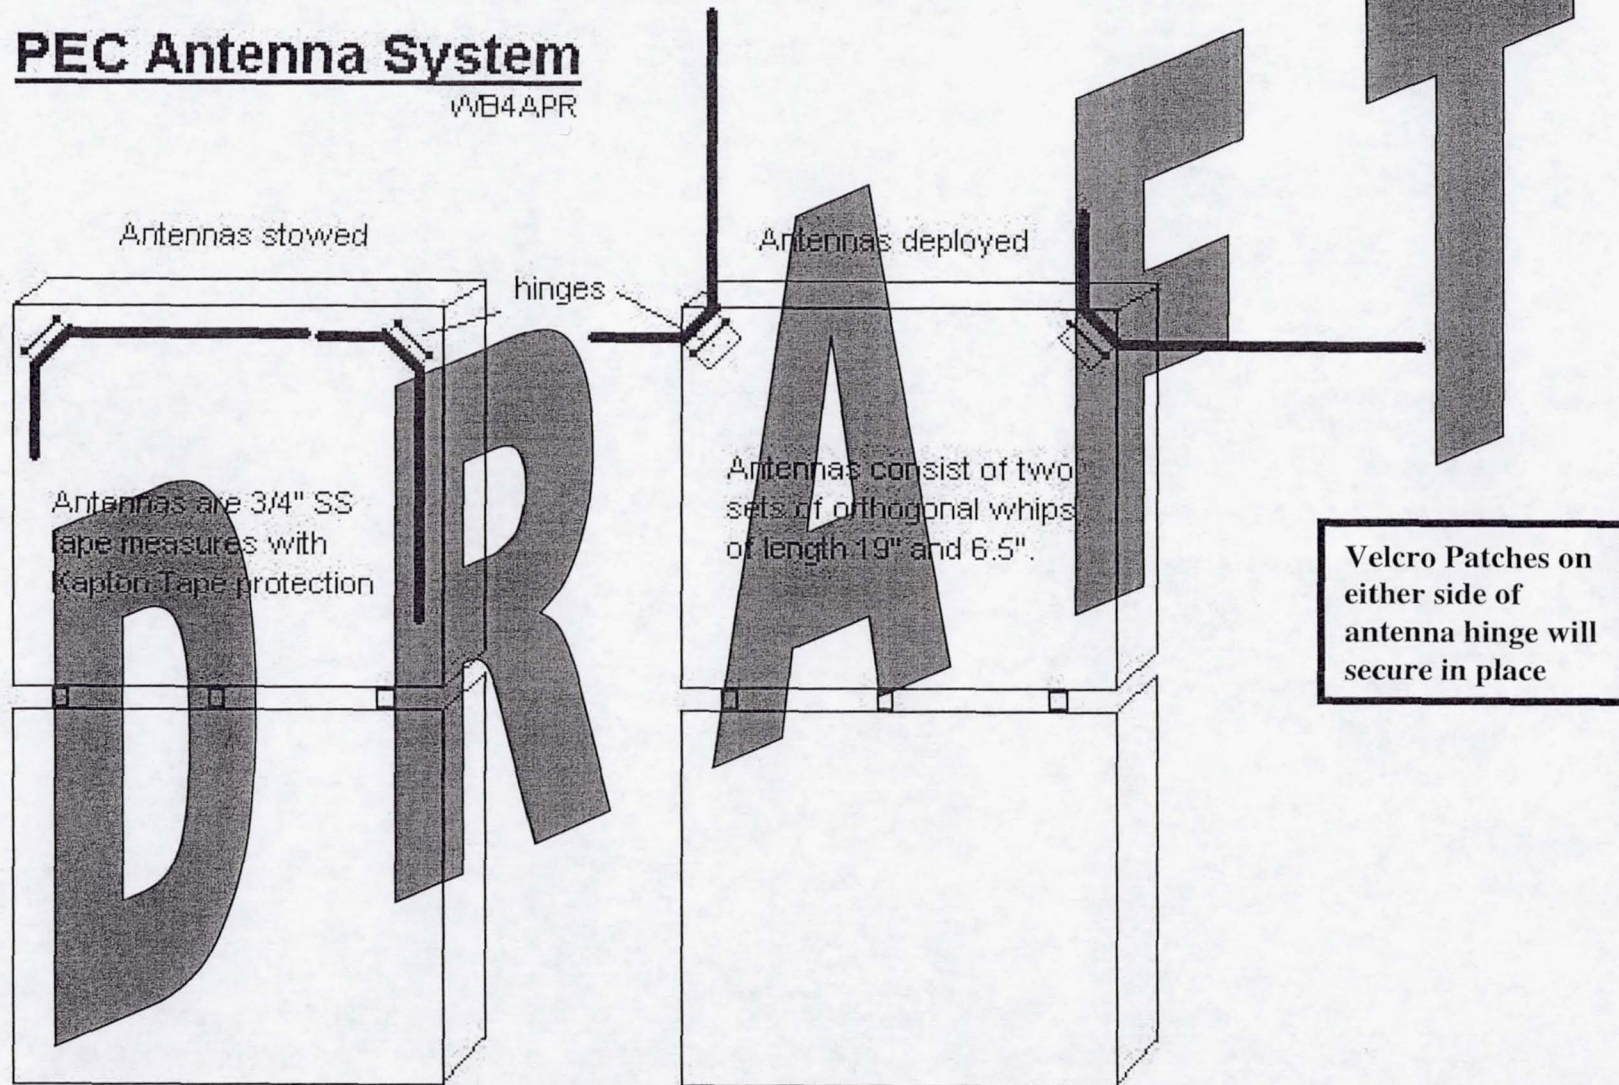 PEC Antenna System
WB4APR
Antennas stowed
hinges
Antennas deployed
Antennas are 3/4" SS
tape measures with
Kapton Tape protection
Antennas consist of two
sets of orthogonal whips
of length 19" and 6.5".
Velcro Patches on
either side of
antenna hinge will
secure in place
DRAFT